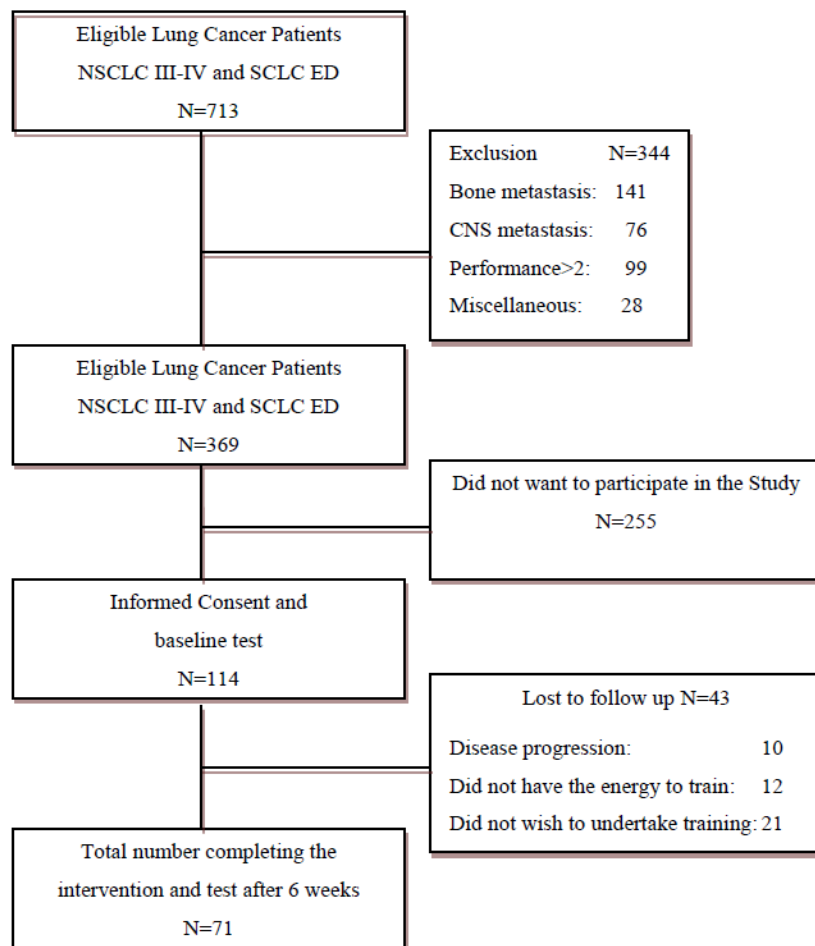 Eligible Lung Cancer Patients
NSCLC III-IV and SCLC ED
N=713
Exclusion N=344
Bone metastasis: 141
CNS metastasis: 76
Performance>2: 99
Miscellaneous: 28
Eligible Lung Cancer Patients
NSCLC III-IV and SCLC ED
N=369
Did not want to participate in the Study
N=255
Informed Consent and
baseline test
N=114
Lost to follow up N=43
Disease progression: 10
Did not have the energy to train: 12
Did not wish to undertake training: 21
Total number completing the
intervention and test after 6 weeks
N=71